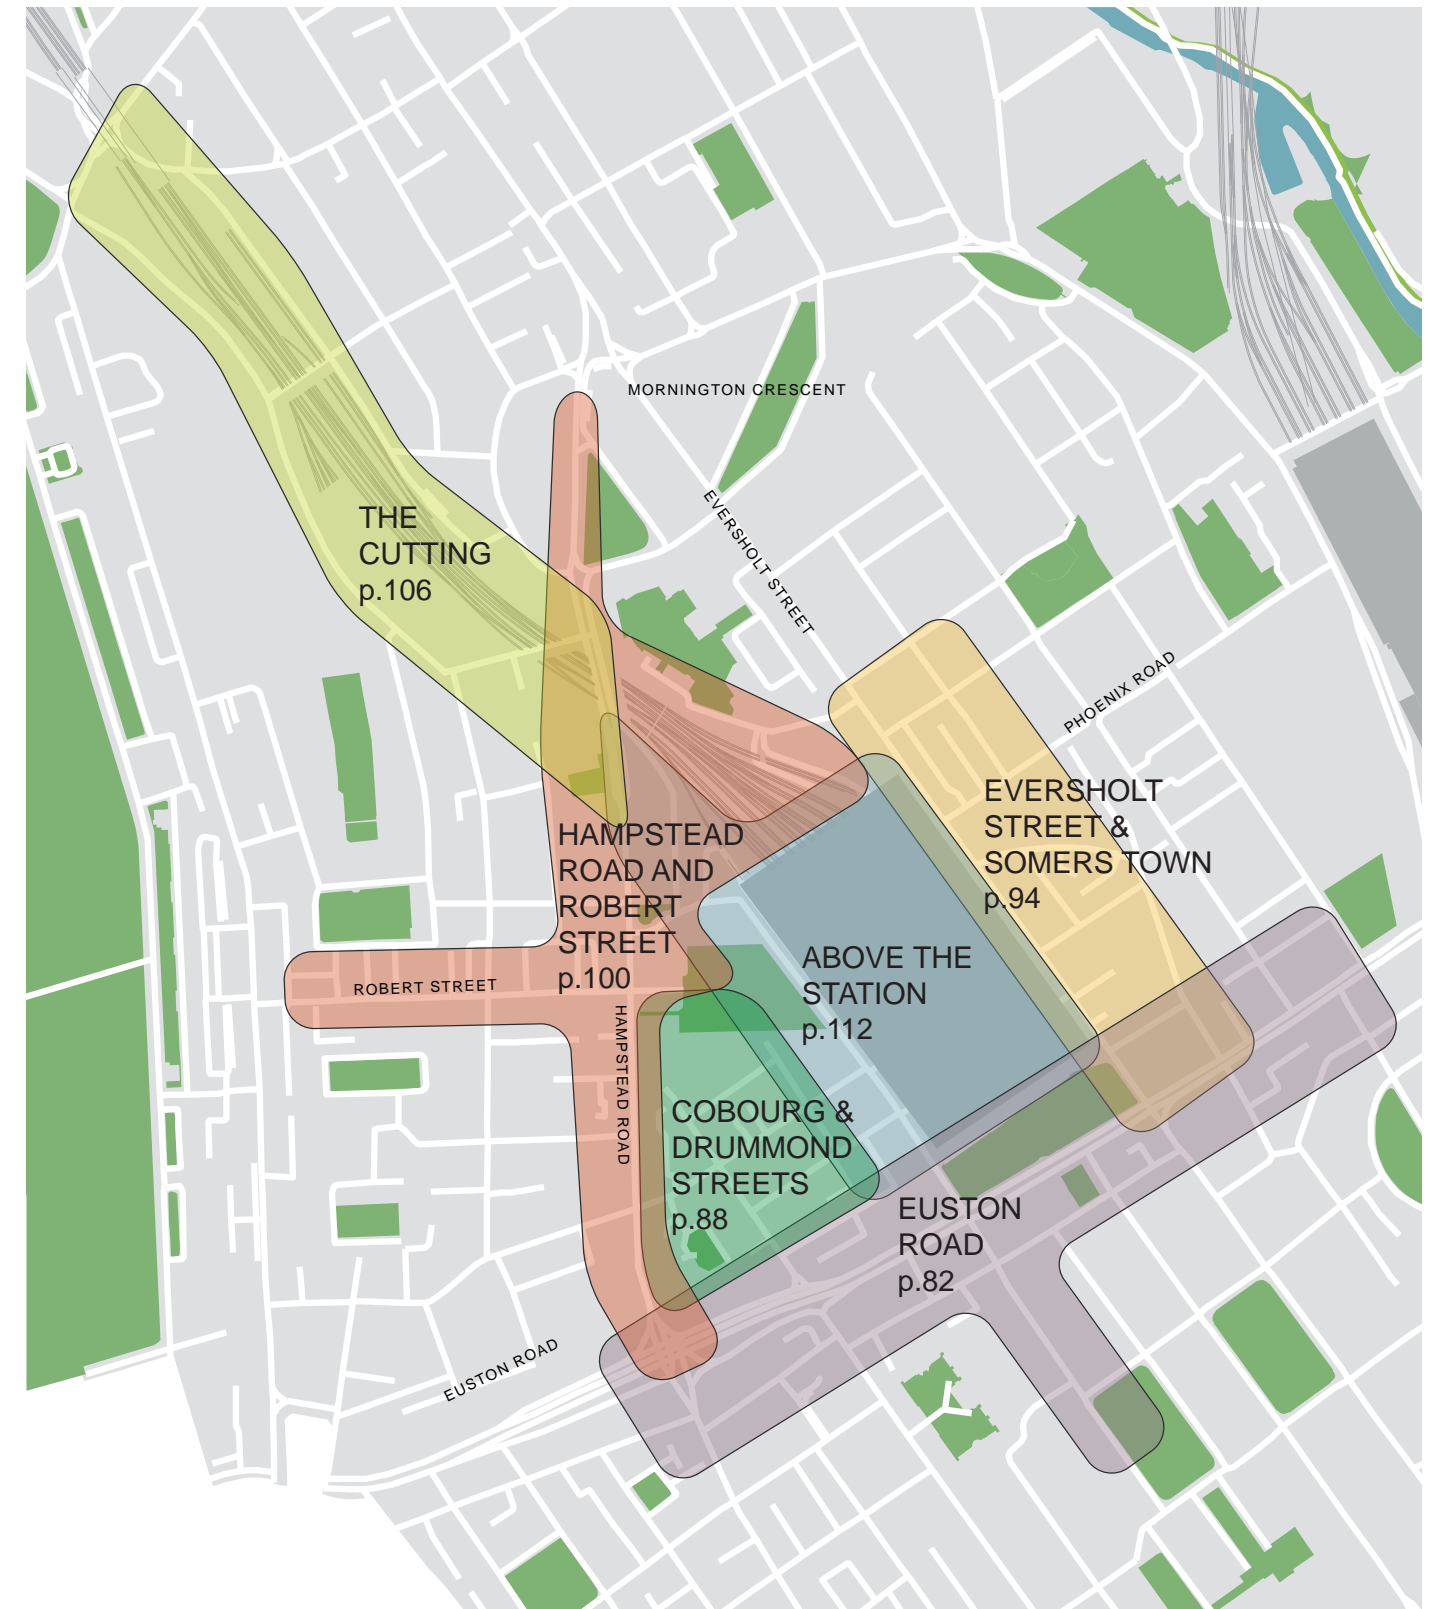 MORNINGTON CRESCENT
EVERSHOLT STREET
THE
CUTTING
p.106
PHOENIX ROAD
EVERSHOLT
STREET &
SOMERS TOWN
p.94
HAMPSTEAD
ROAD AND
ROBERT
STREET
p.100
ROBERT STREET
ABOVE THE
STATION
p.112
HAMPSTEAD ROAD
COBOURG &
DRUMMOND
STREETS
p.88
EUSTON
ROAD
p.82
EUSTON ROAD